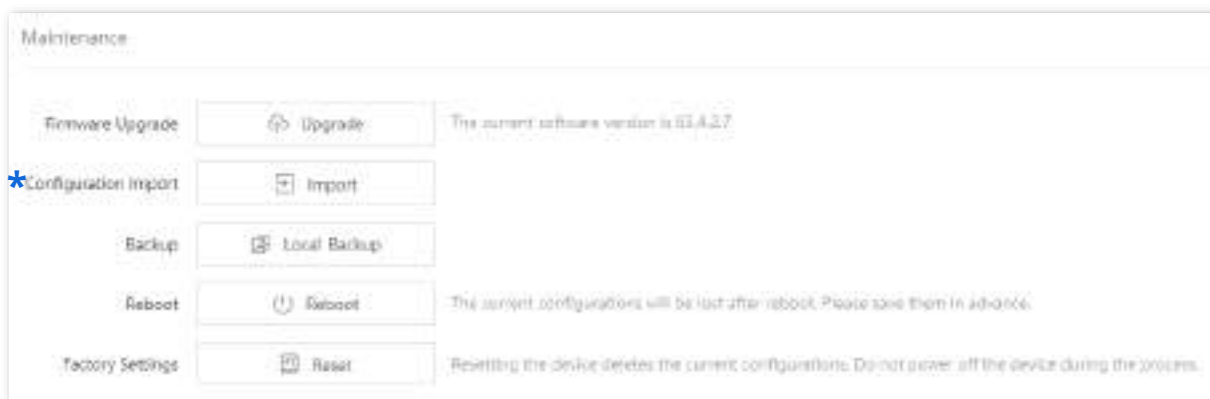 Maintenance
Firmware Upgrade Upgrade The current software version is
*Configuration Import Import
Backup Local Backup
Reboot Reboot The current configurations will be lost after reboot. Please save them in advance.
Factory Settings Reset Resetting the device deletes the current configurations. Do not power off the device during the process.